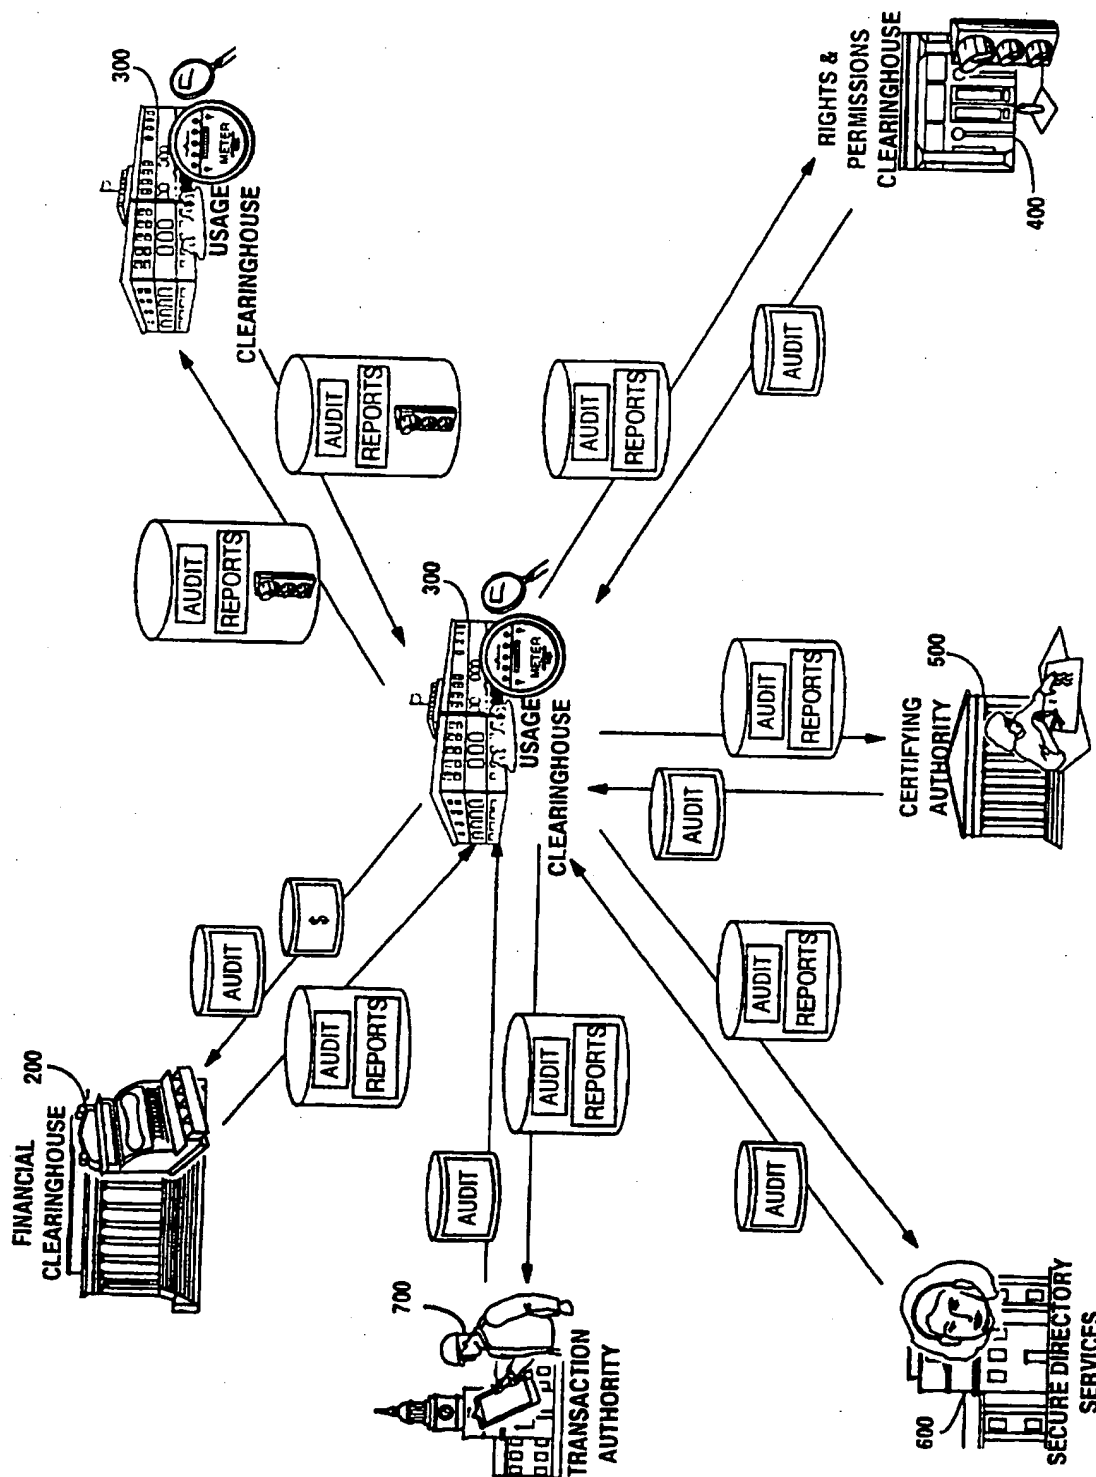 FINANCIAL
CLEARINGHOUSE
200
300
METER
USAGE
CLEARINGHOUSE
AUDIT
$
AUDIT
REPORTS
AUDIT
REPORTS
AUDIT
REPORTS
700
TRANSACTION
AUTHORITY
AUDIT
AUDIT
REPORTS
300
METER
USAGE
CLEARINGHOUSE
AUDIT
REPORTS
AUDIT
AUDIT
AUDIT
REPORTS
AUDIT
AUDIT
REPORTS
RIGHTS &
PERMISSIONS
CLEARINGHOUSE
400
CERTIFYING
AUTHORITY
500
600
SECURE DIRECTORY
SERVICES